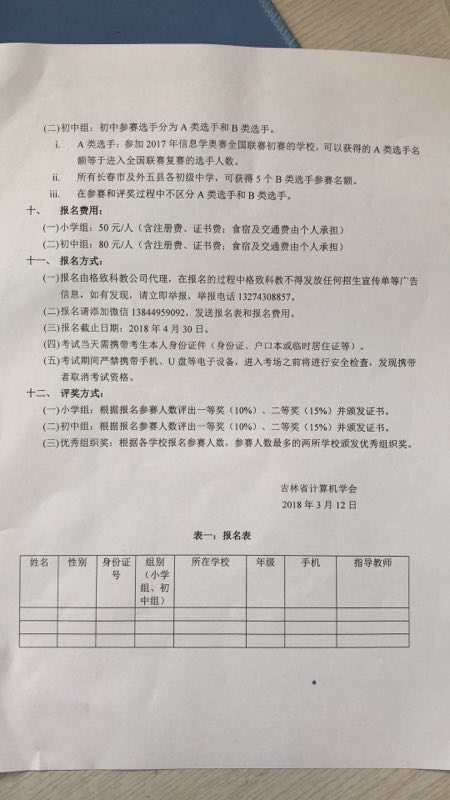 (二)初中组：初中参赛选手分为 A 类选手和 B 类选手。
i. A 类选手：参加 2017 年信息学奥赛全国联赛初赛的学校，可以获得的 A 类选手名
额等于进入全国联赛复赛的选手人数。
ii. 所有长春市及外五县各初级中学，可获得 5 个 B 类选手参赛名额。
iii. 在参赛和评奖过程中不区分 A 类选手和 B 类选手。
十、 报名费用：
(一)小学组：50 元/人（含注册费、证书费；食宿及交通费由个人承担）
(二)初中组：80 元/人（含注册费、证书费；食宿及交通费由个人承担）
十一、 报名方式：
(一)报名由格致科教公司代理，在报名的过程中格致科教不得发放任何招生宣传单等广告
信息，如有发现，请立即举报，举报电话 13274308857。
(二)报名请添加微信 13844959092，发送报名表和报名费用。
(三)报名截止日期：2018 年 4 月 30 日。
(四)考试当天需携带考生本人身份证件（身份证、户口本或临时居住证等）。
(五)考试期间严禁携带手机、U 盘等电子设备，进入考场之前将进行安全检查，发现携带
者取消考试资格。
十二、 评奖方式：
(一)小学组：根据报名参赛人数评出一等奖（10%）、二等奖（15%）并颁发证书。
(二)初中组：根据报名参赛人数评出一等奖（10%）、二等奖（15%）并颁发证书。
(三)优秀组织奖：根据各学校报名参赛人数，参赛人数最多的两所学校颁发优秀组织奖。
吉林省计算机学会
2018 年 3 月 12 日
表一：报名表
姓名 性别 身份证 组别 所在学校 年级 手机 指导教师
号 （小学
组、初
中组）